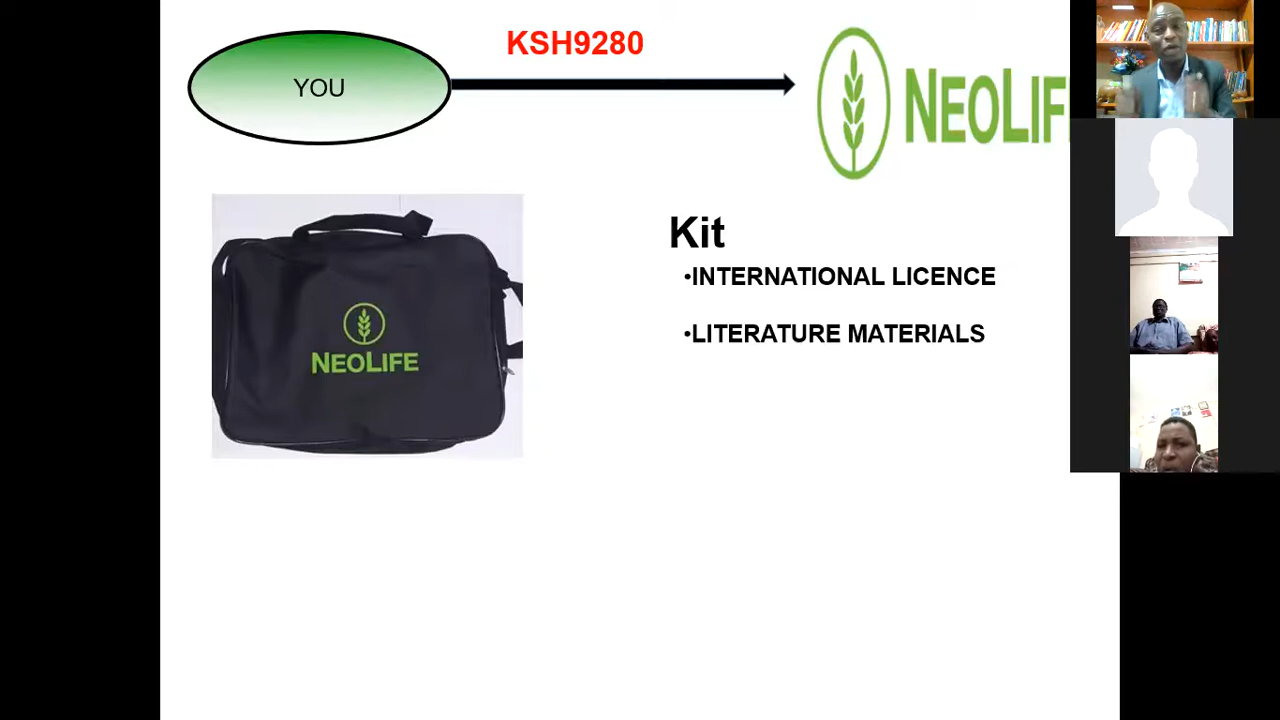 KSH9280
YOU
NEOLIF
Kit
•INTERNATIONAL LICENCE
•LITERATURE MATERIALS
NEOLIFE